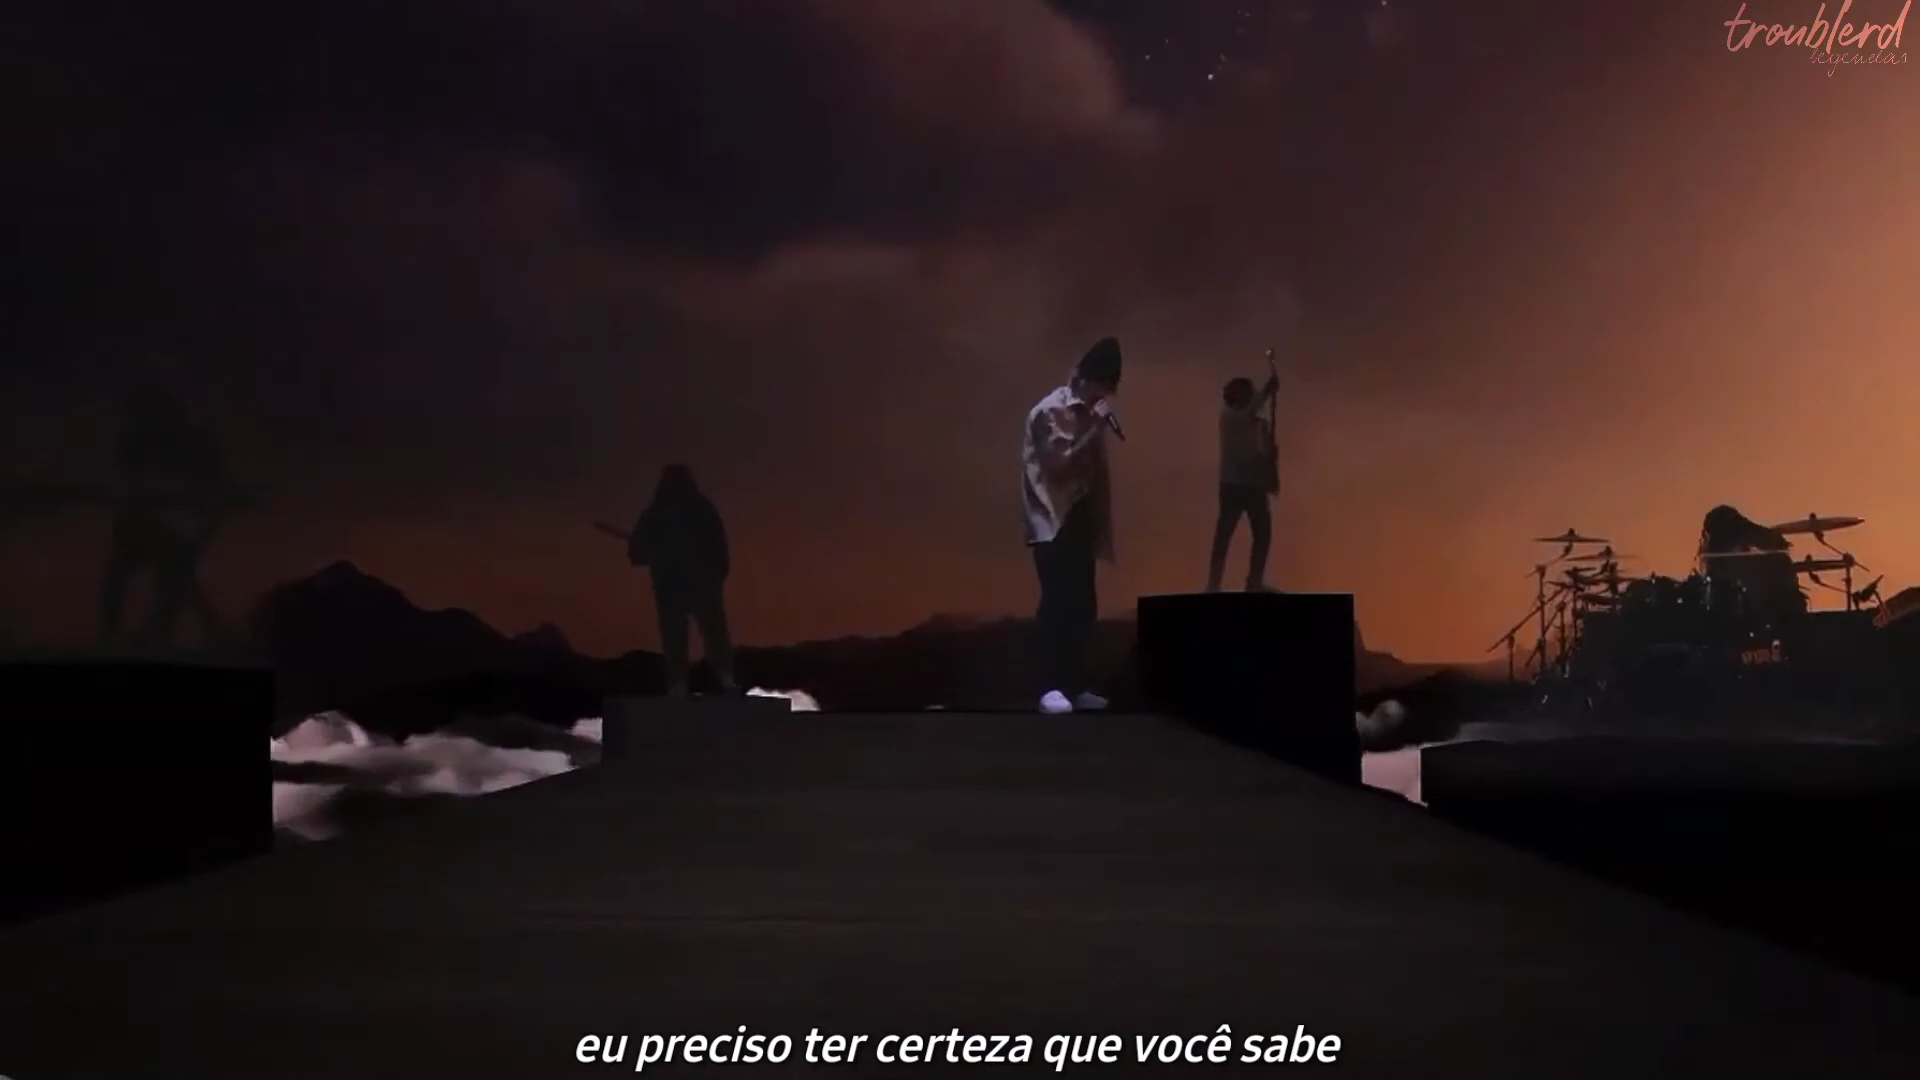 troublerd
legendas
eu preciso ter certeza que você sabe